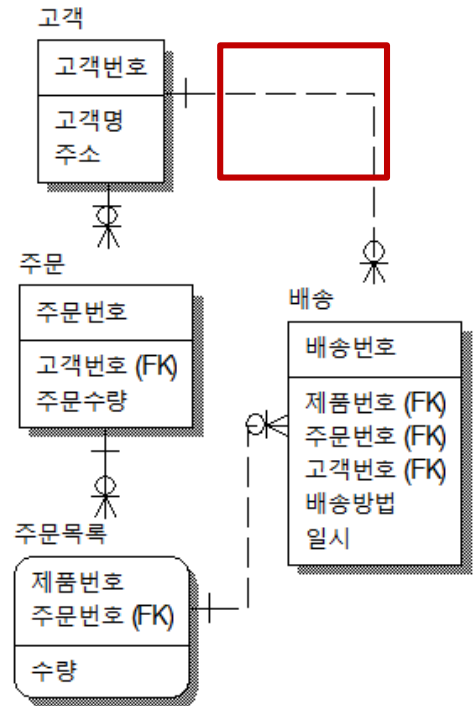 고객
고객번호
고객명
주소
주문
주문번호
고객번호 (FK)
주문수량
배송
배송번호
제품번호 (FK)
주문번호 (FK)
고객번호 (FK)
배송방법
일시
주문목록
제품번호
주문번호 (FK)
수량